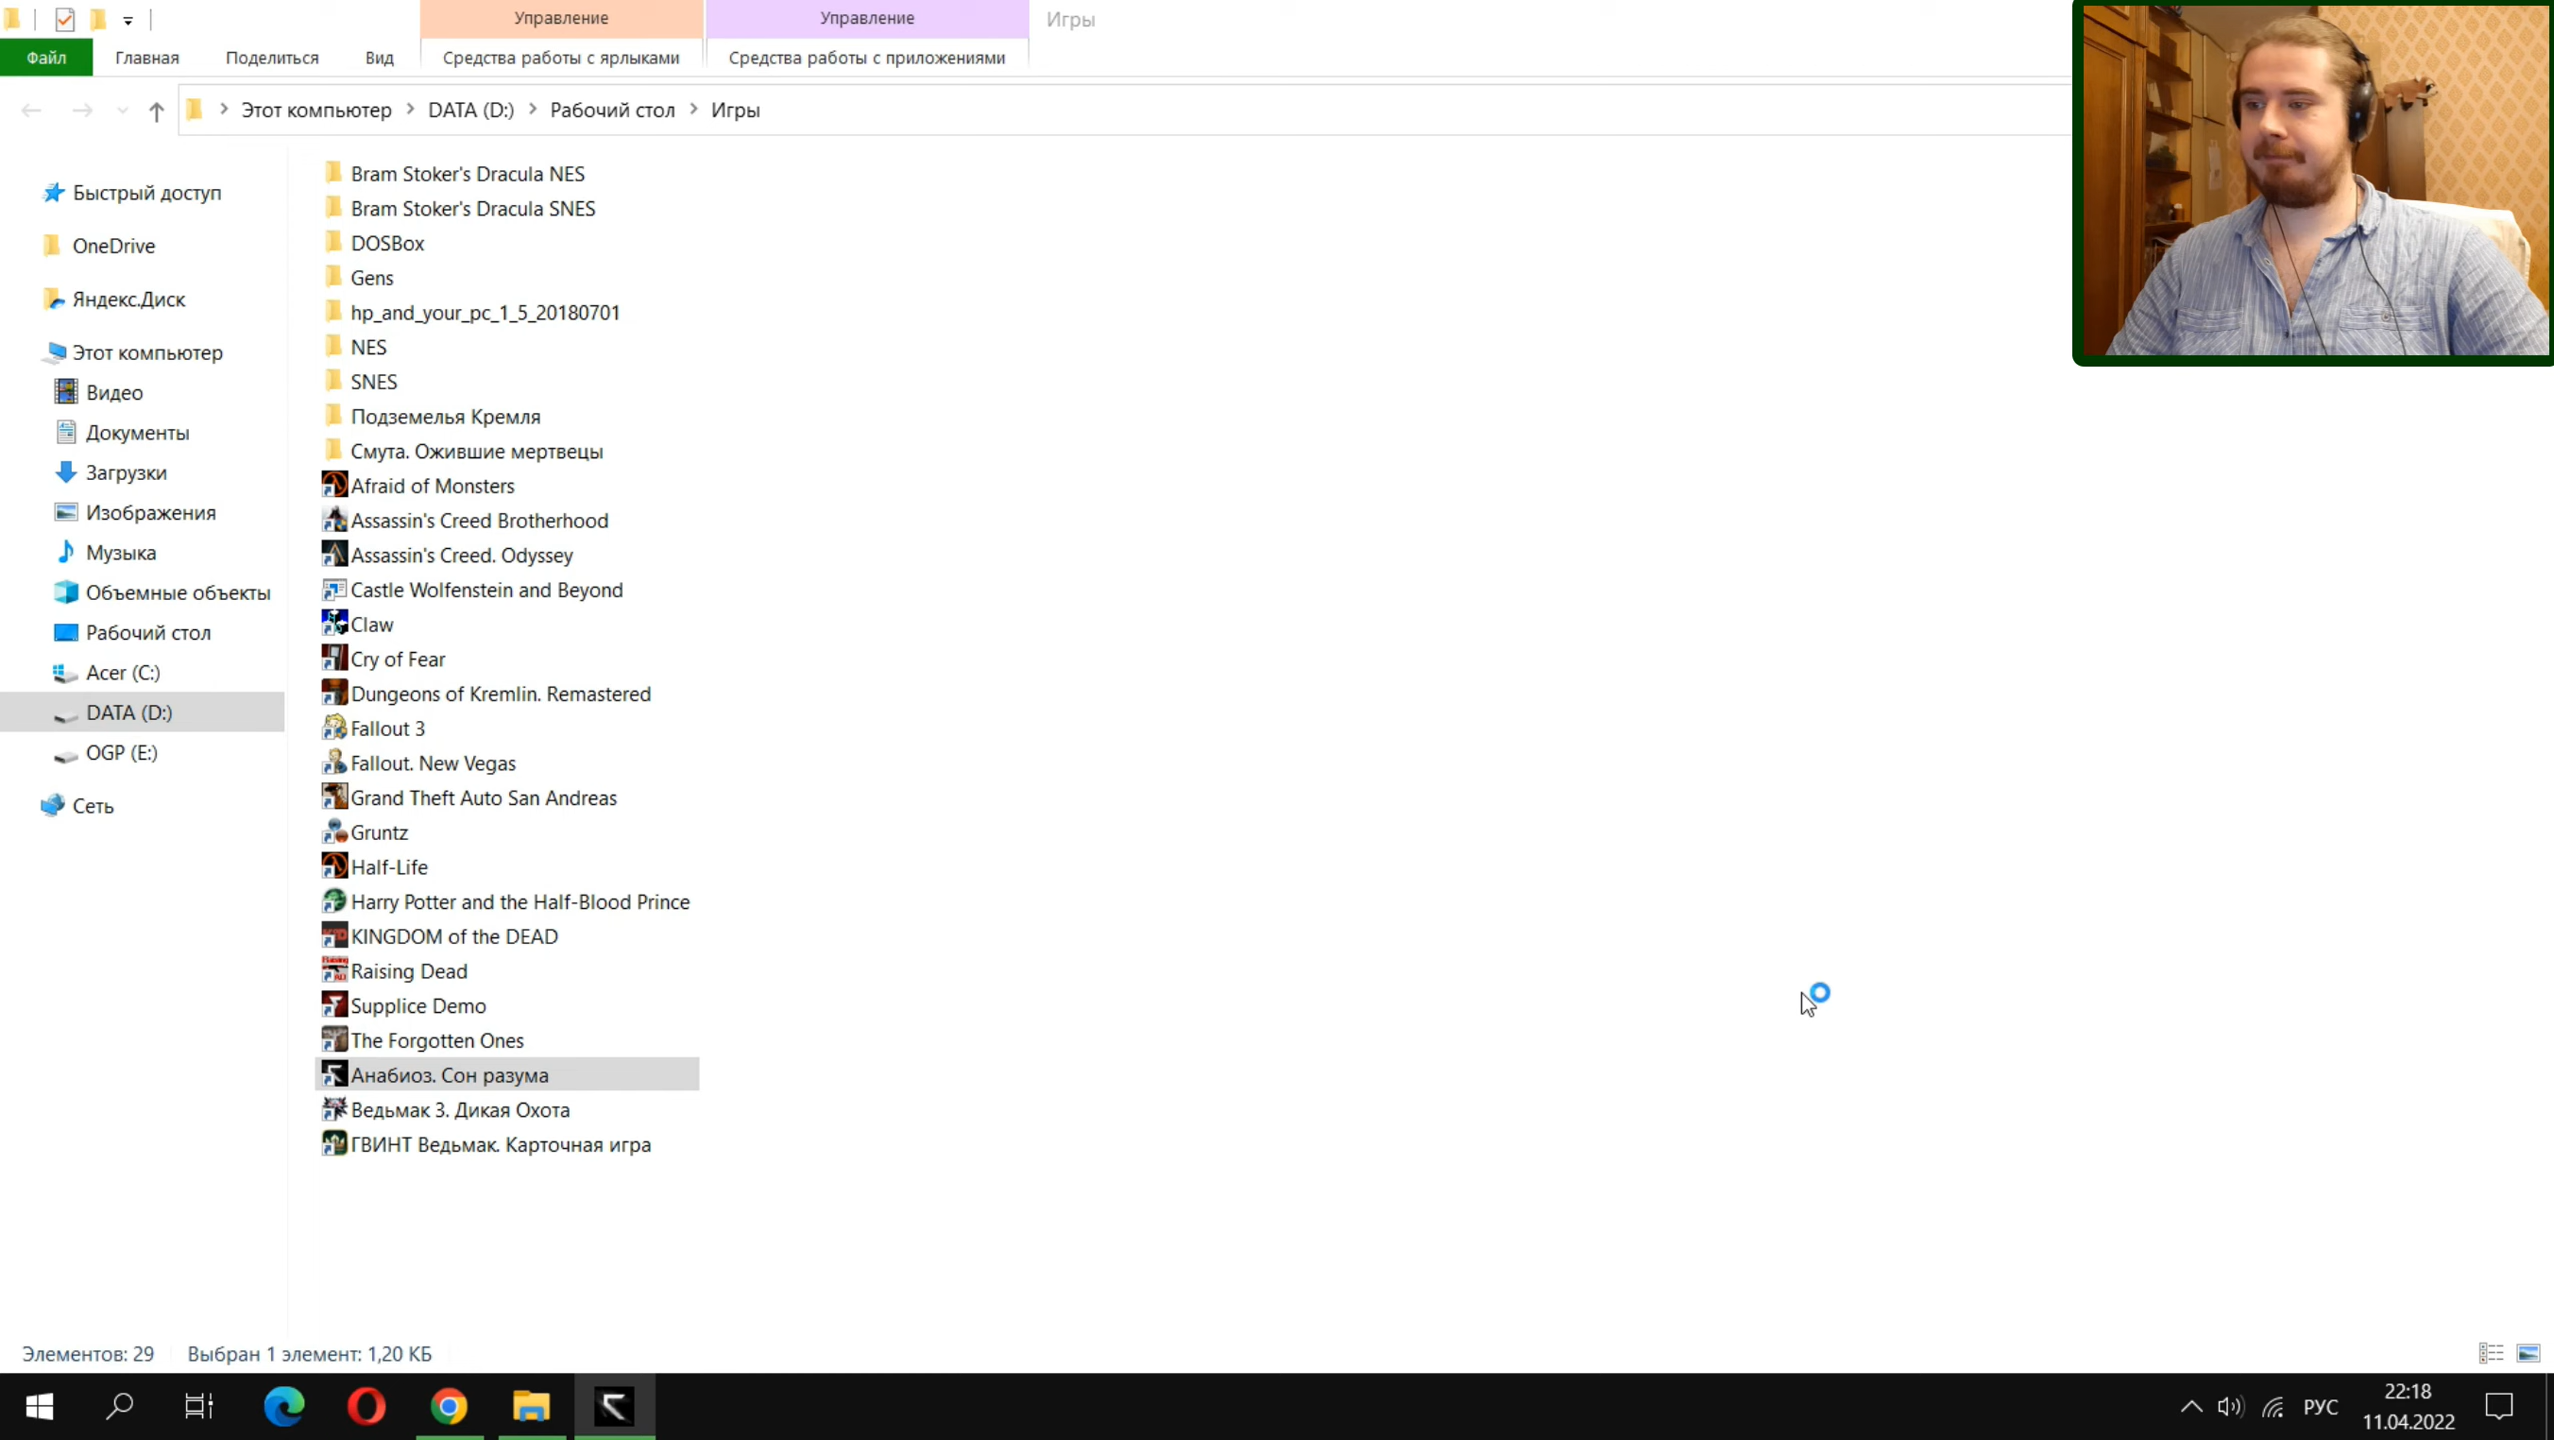 Управление
Управление
Игры
Файл
Главная
Поделиться
Вид
Средства работы с ярлыками
Средства работы с приложениями
Этот компьютер
DATA (D:)
Рабочий стол
Игры
Быстрый доступ
OneDrive
Яндекс.Диск
Этот компьютер
Видео
Документы
Загрузки
Изображения
Музыка
Объемные объекты
Рабочий стол
Acer (C:)
DATA (D:)
OGP (E:)
Сеть
Bram Stoker's Dracula NES
Bram Stoker's Dracula SNES
DOSBox
Gens
hp_and_your_pc_1_5_20180701
NES
SNES
Подземелья Кремля
Смута. Ожившие мертвецы
Afraid of Monsters
Assassin's Creed Brotherhood
Assassin's Creed. Odyssey
Castle Wolfenstein and Beyond
Claw
Cry of Fear
Dungeons of Kremlin. Remastered
Fallout 3
Fallout. New Vegas
Grand Theft Auto San Andreas
Gruntz
Half-Life
Harry Potter and the Half-Blood Prince
KINGDOM of the DEAD
Raising Dead
Supplice Demo
The Forgotten Ones
Анабиоз. Сон разума
Ведьмак 3. Дикая Охота
ГВИНТ Ведьмак. Карточная игра
Элементов: 29
Выбран 1 элемент: 1,20 КБ
РУС
22:18
11.04.2022